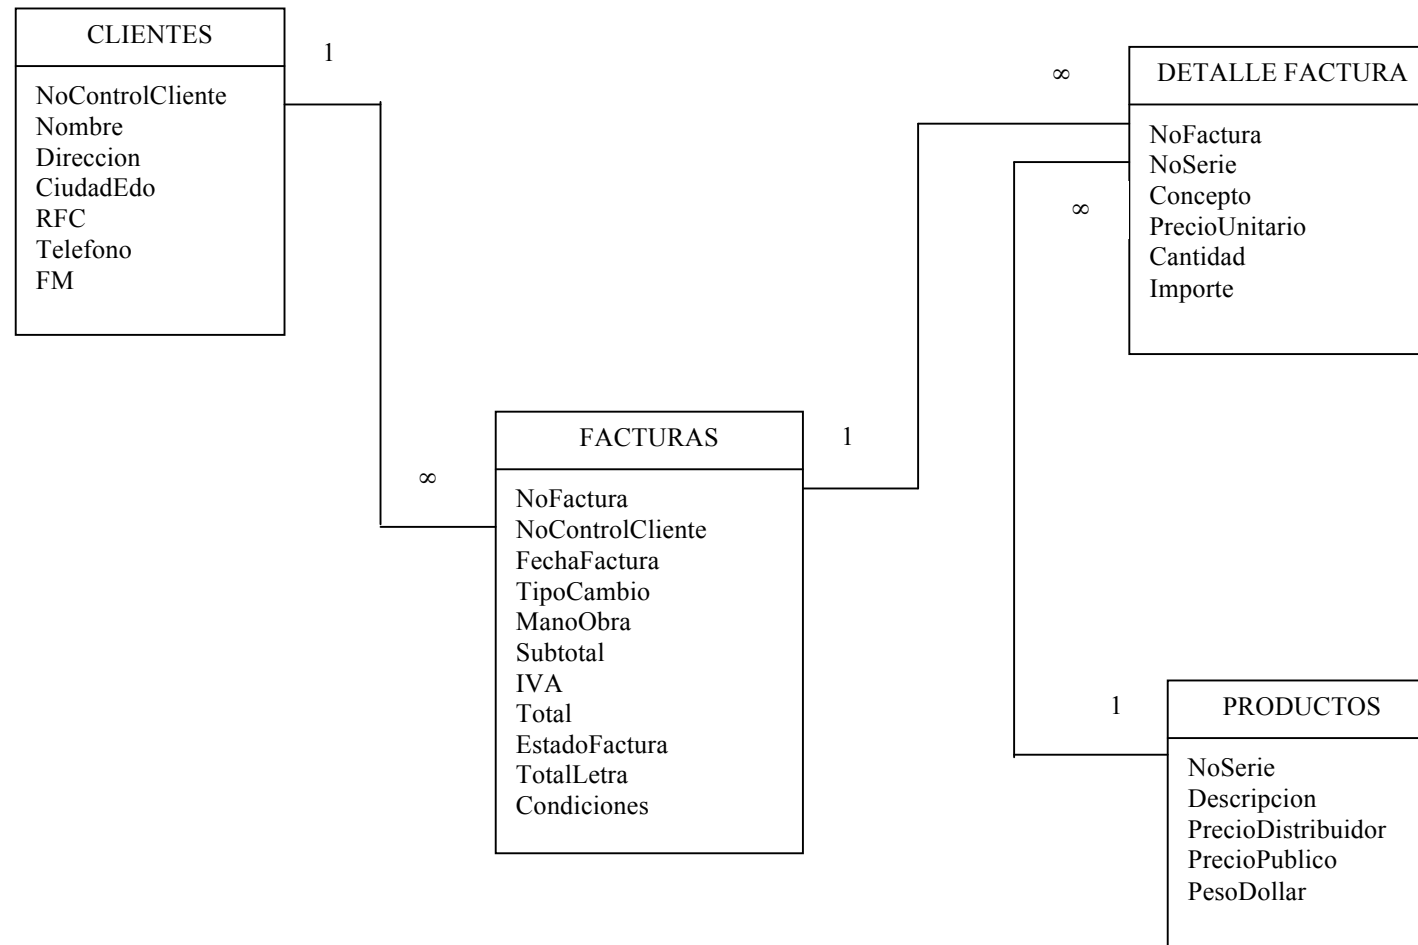 CLIENTES
NoControlCliente
Nombre
Direccion
CiudadEdo
RFC
Telefono
FM
1
∞
FACTURAS
NoFactura
NoControlCliente
FechaFactura
TipoCambio
ManoObra
Subtotal
IVA
Total
EstadoFactura
TotalLetra
Condiciones
1
∞
DETALLE FACTURA
NoFactura
NoSerie
Concepto
PrecioUnitario
Cantidad
Importe
∞
1
PRODUCTOS
NoSerie
Descripcion
PrecioDistribuidor
PrecioPublico
PesoDollar